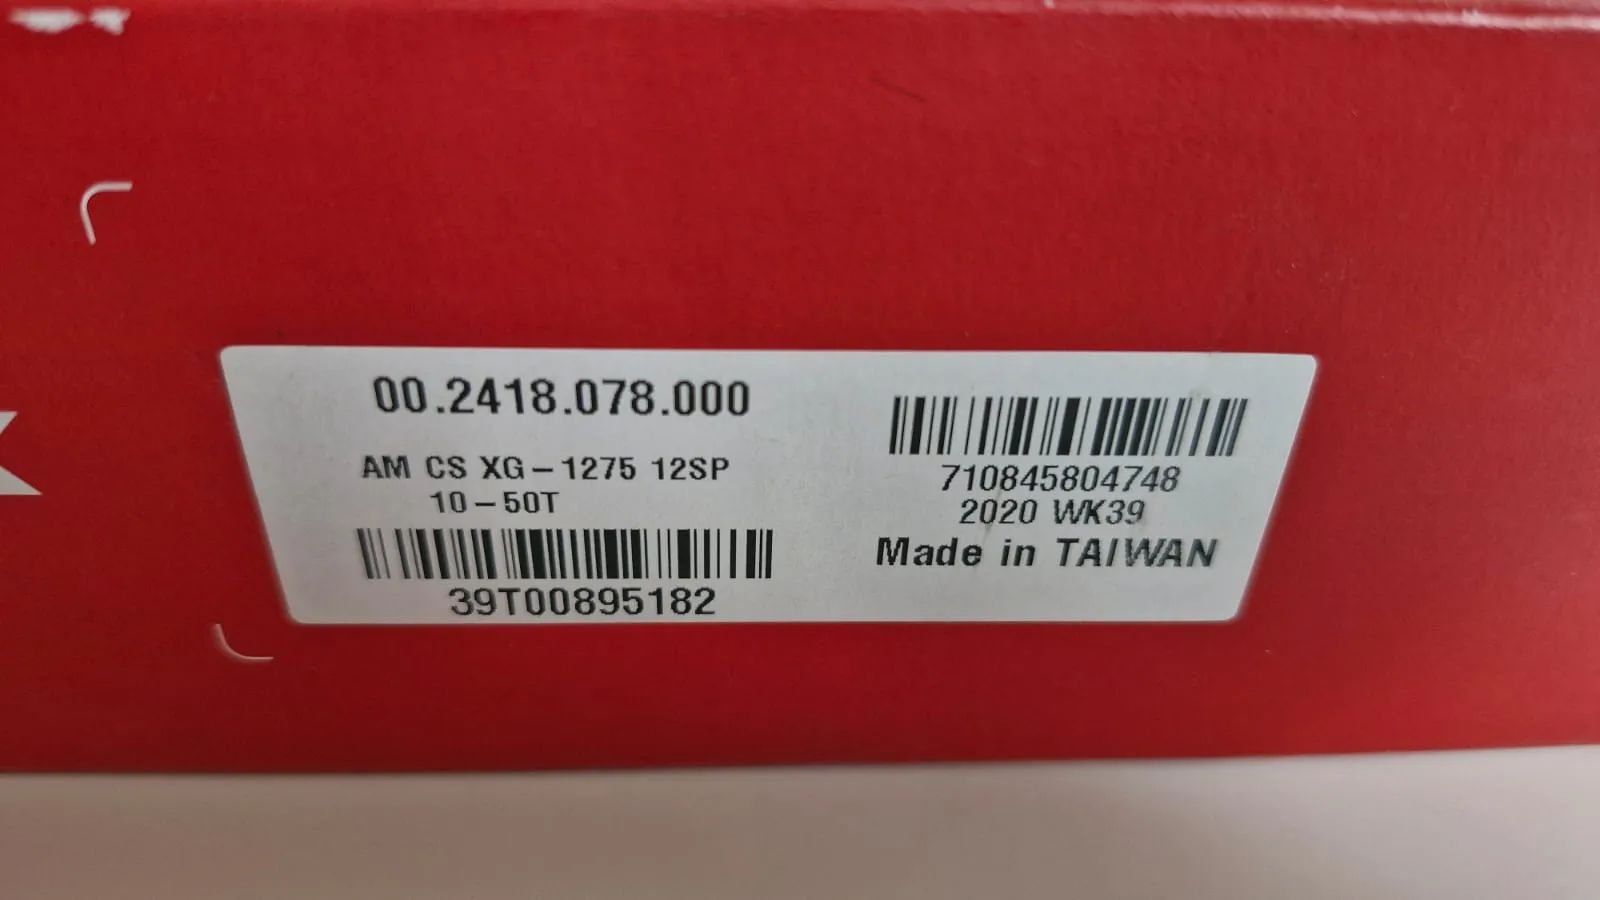 00.2418.078.000
AM CS XG-1275 12SP
10-50T
39T00895182
710845804748
2020 WK39
Made in TAIWAN